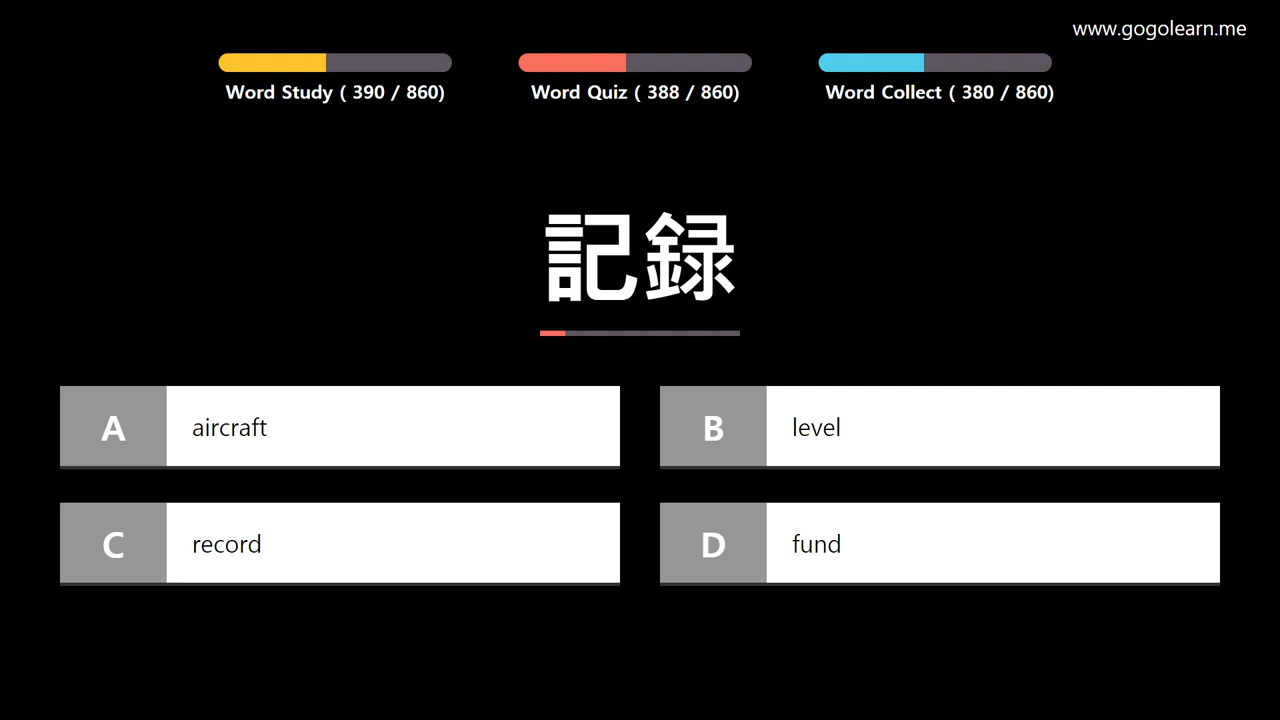 www.gogolearn.me
Word Study ( 390 / 860)
Word Quiz ( 388 / 860)
Word Collect ( 380 / 860)
記録
A aircraft
B level
C record
D fund